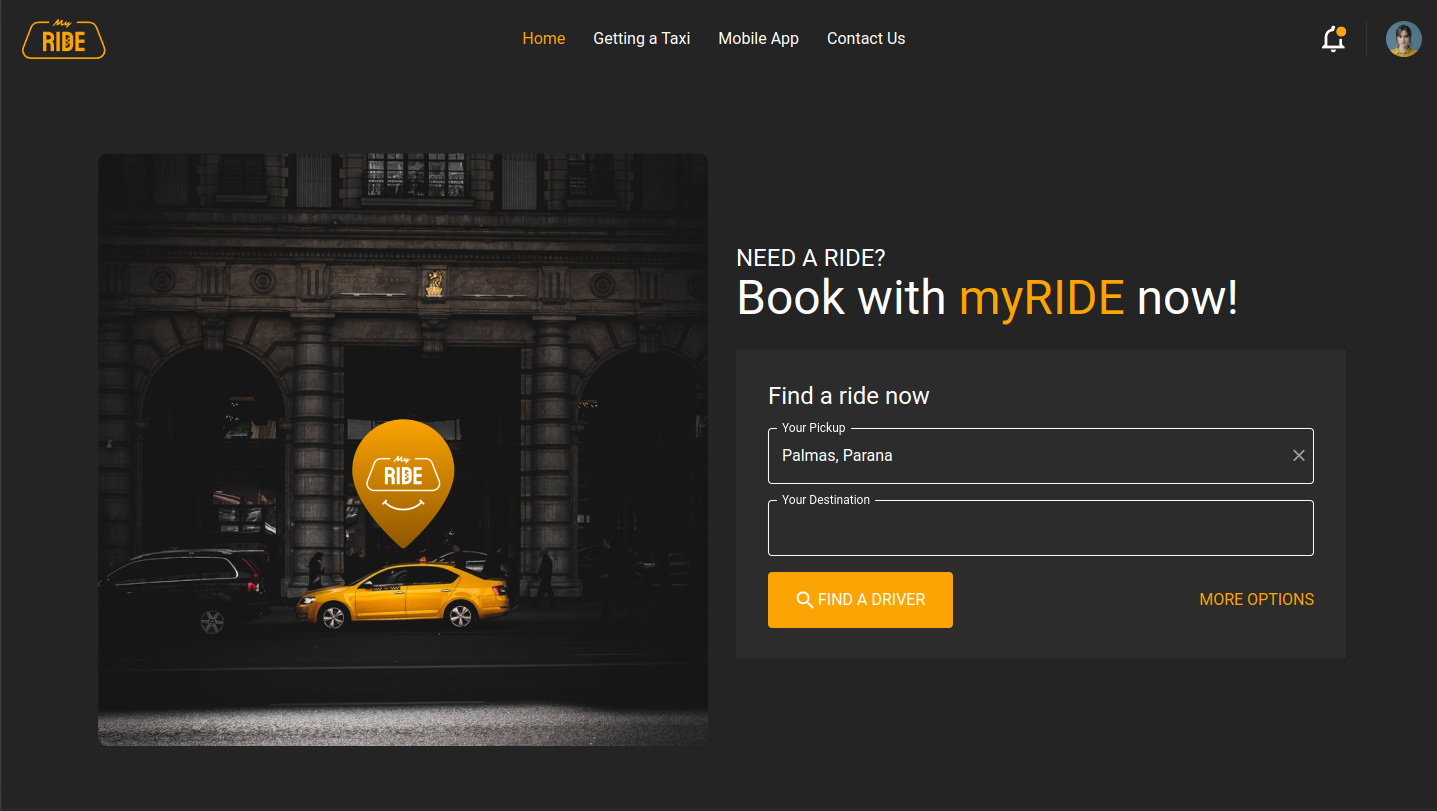 My
RIDE
Home
Getting a Taxi
Mobile App
Contact Us
NEED A RIDE?
Book with myRIDE now!
My
RIDE
Find a ride now
Your Pickup
Palmas, Parana
Your Destination
FIND A DRIVER
MORE OPTIONS